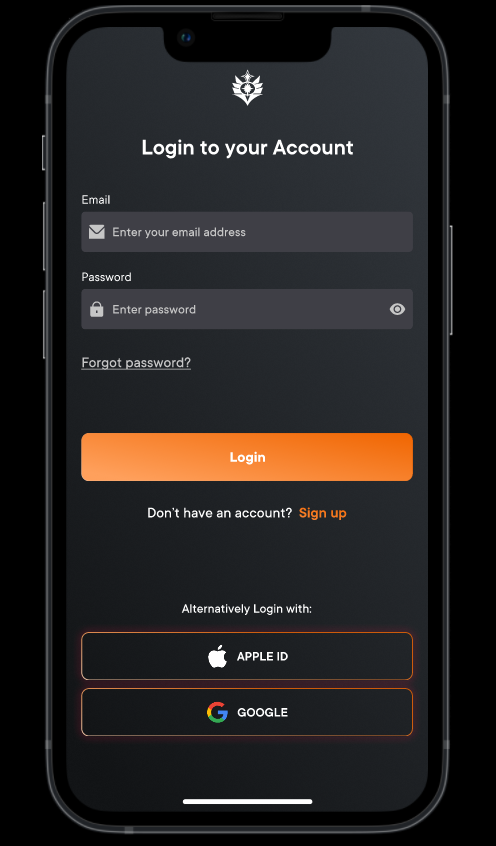 Login to your Account
Email
Enter your email address
Password
Enter password
Forgot password?
Login
Don't have an account? Sign up
Alternatively Login with:
APPLE ID
GOOGLE